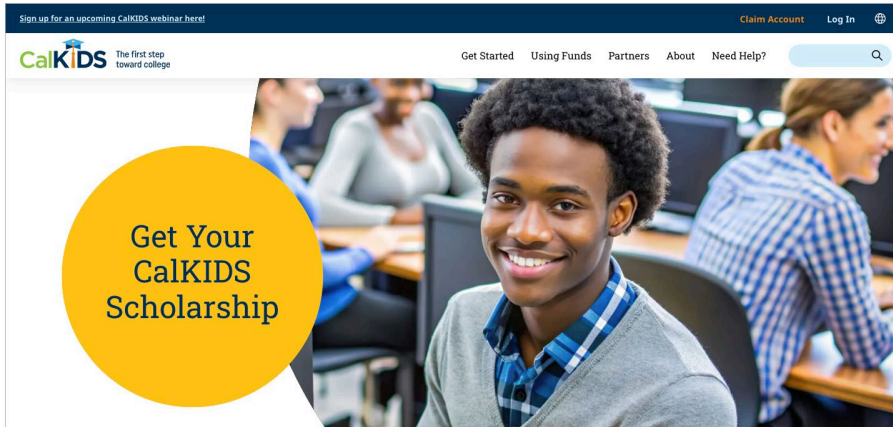 Sign up for an upcoming CalKIDS webinar here!
Claim Account Log In
CalKIDS The first step
toward college
Get Started Using Funds Partners About Need Help?
Get Your
CalKIDS
Scholarship